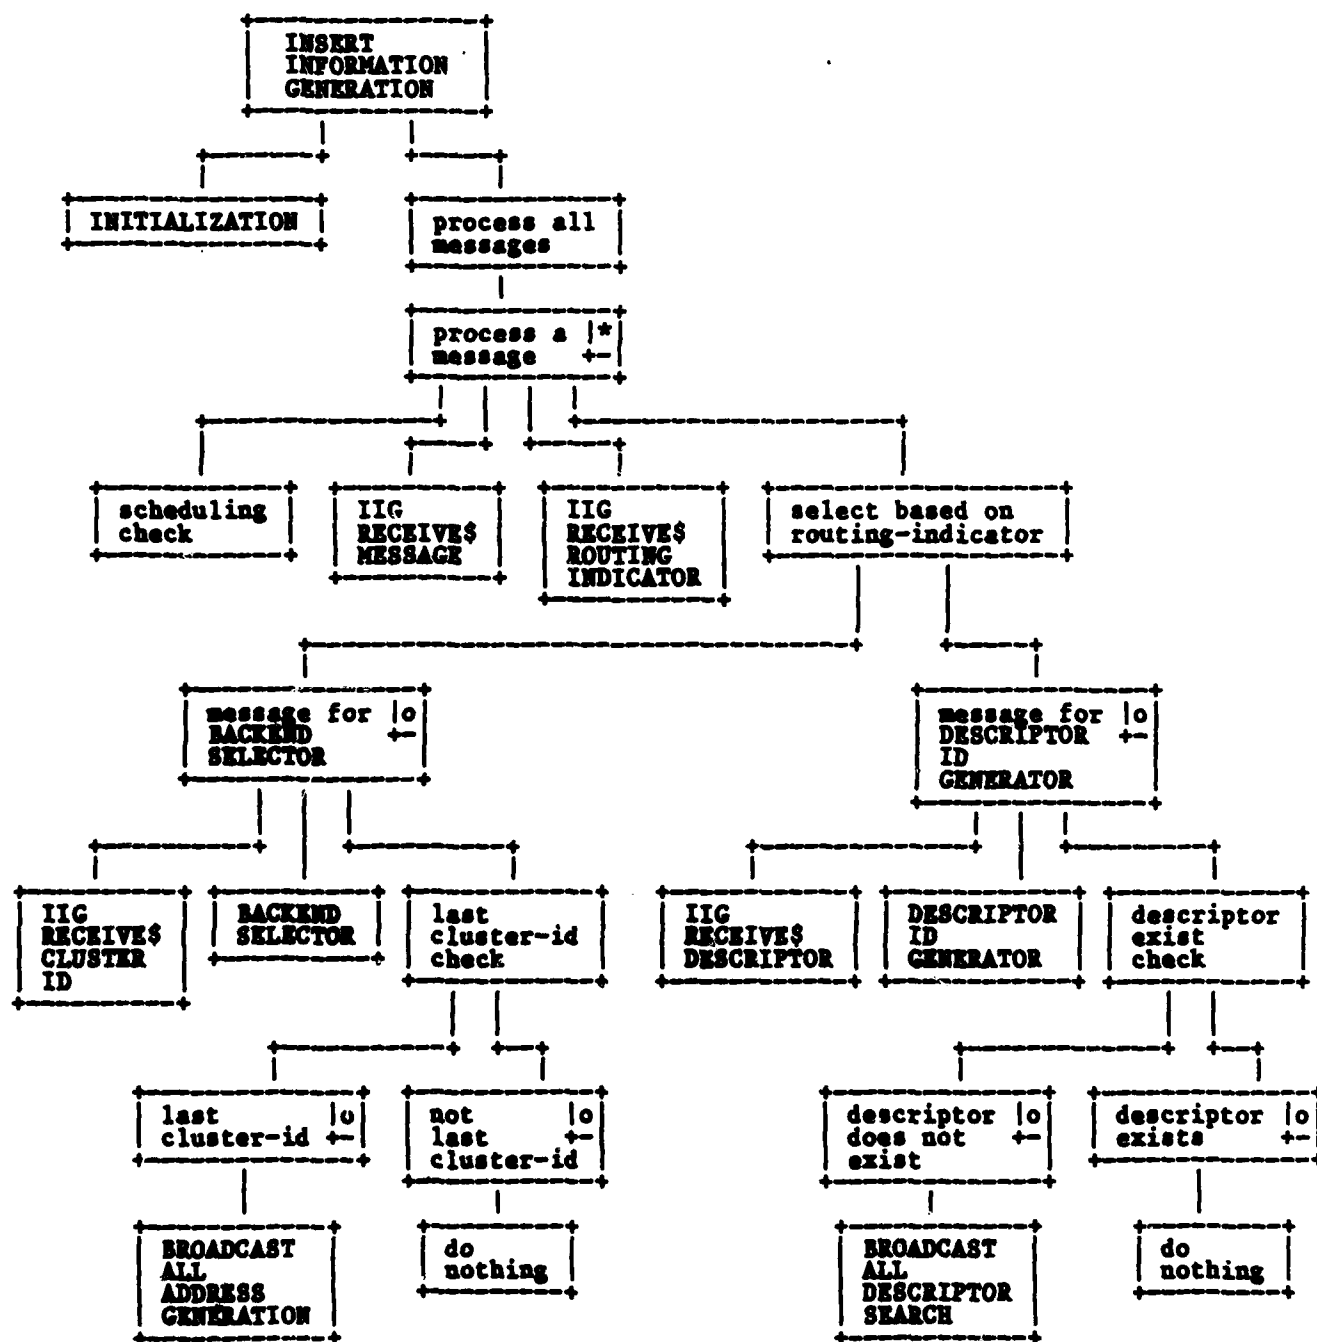 INSERT
INFORMATION
GENERATION
INITIALIZATION
process all
messages
process a *
message
scheduling
check
IIG
RECEIVE$
MESSAGE
IIG
RECEIVE$
ROUTING
INDICATOR
select based on
routing-indicator
message for o
BACKEND
SELECTOR
message for o
DESCRIPTOR
ID
GENERATOR
IIG
RECEIVE$
CLUSTER
ID
BACKEND
SELECTOR
last
cluster-id
check
IIG
RECEIVE$
DESCRIPTOR
DESCRIPTOR
ID
GENERATOR
descriptor
exist
check
last o
cluster-id
not o
last
cluster-id
descriptor o
does not
exist
descriptor o
exists
BROADCAST
ALL
ADDRESS
GENERATION
do
nothing
BROADCAST
ALL
DESCRIPTOR
SEARCH
do
nothing